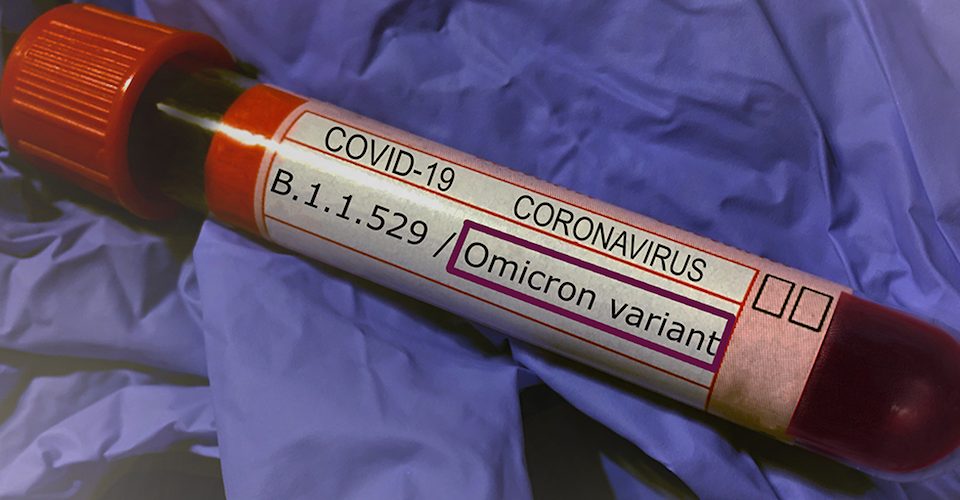 COVID-19 CORONAVIRUS
B.1.1.529 / Omicron variant